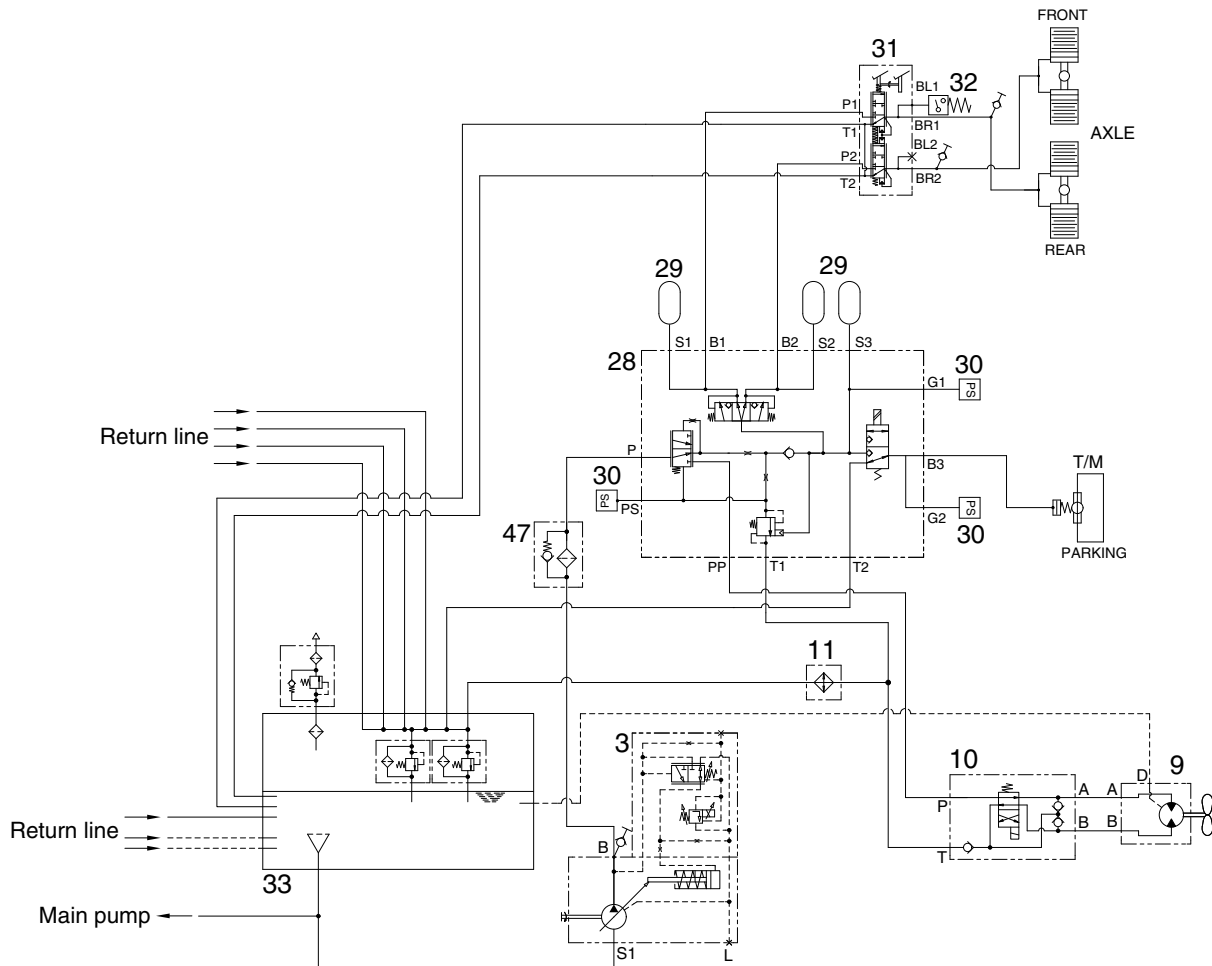 FRONT
31
BL1
32
P1
T1
BR1
BL2
AXLE
P2
T2
BR2
REAR
29
29
S1
B1
B2
S2
S3
28
30
G1
PS
Return line
P
B3
T/M
30
PS
PS
PS
G2
30
PARKING
47
PP
T1
T2
11
3
10
D
9
P
A
A
B
B
T
Return line
B
33
Main pump
S1
L